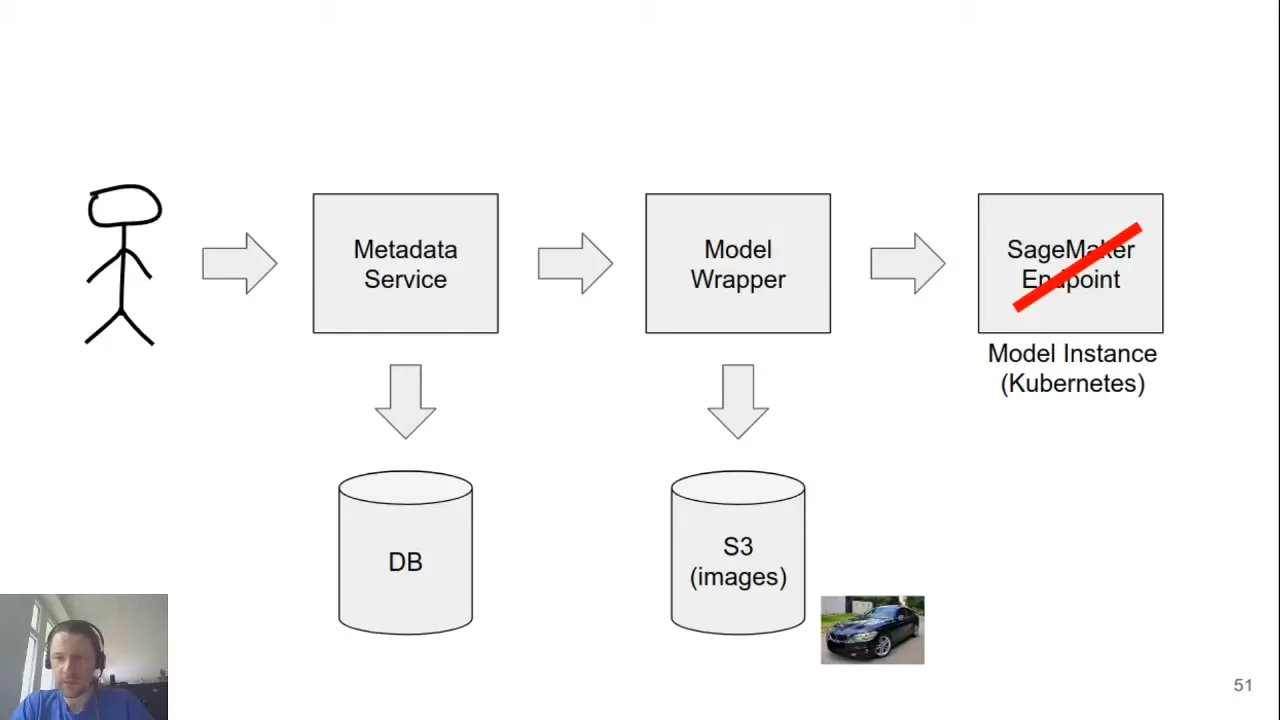 Metadata
Service
Model
Wrapper
SageMaker
Endpoint
Model Instance
(Kubernetes)
DB
S3
(images)
51